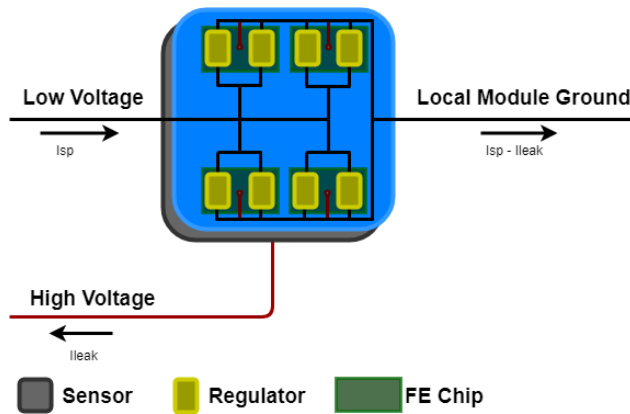 Low Voltage
Local Module Ground
Isp
Isp - Ileak
High Voltage
Ileak
Sensor
Regulator
FE Chip